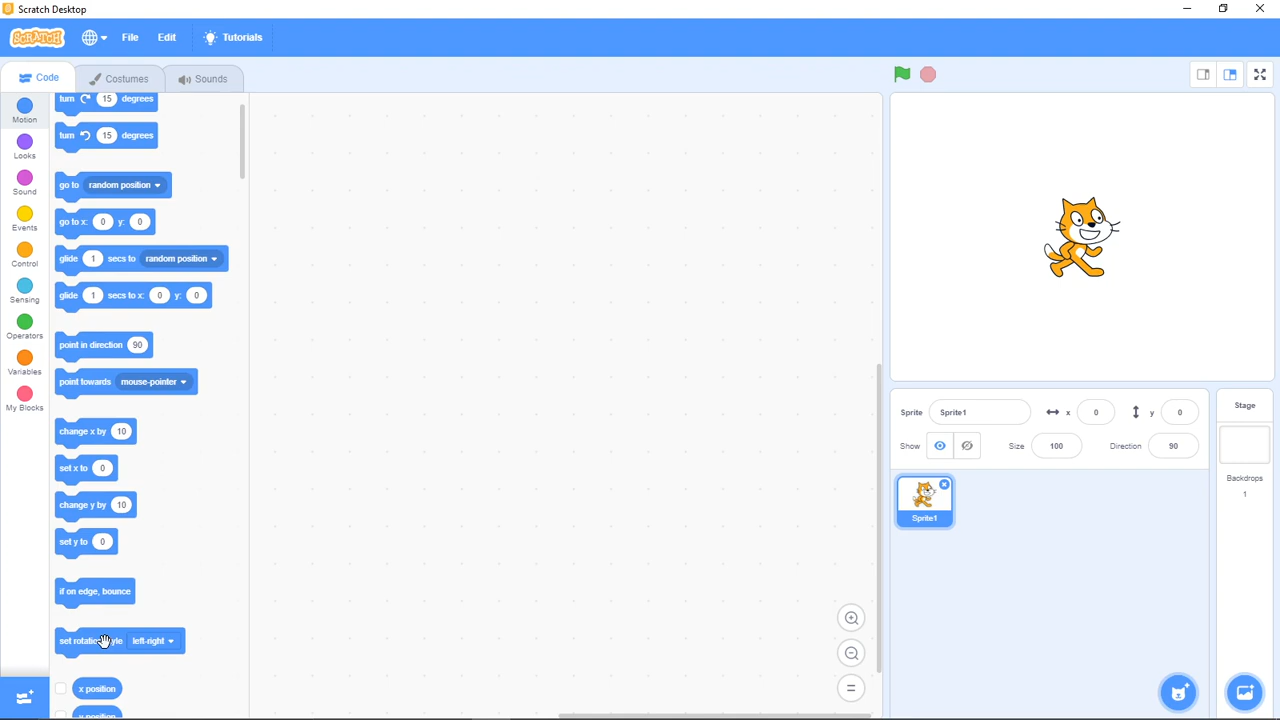 Scratch Desktop
SCRATCH File Edit Tutorials
Code Costumes Sounds
Motion
Looks
Sound
Events
Control
Sensing
Operators
Variables
My Blocks
turn 15 degrees
turn 15 degrees
go to random position
go to x: 0 y: 0
glide 1 secs to random position
glide 1 secs to x: 0 y: 0
point in direction 90
point towards mouse-pointer
change x by 10
set x to 0
change y by 10
set y to 0
if on edge, bounce
set left-right
x position
Sprite Sprite1 x 0 y 0
Show Size 100 Direction 90
Sprite1
Stage
Backdrops
1